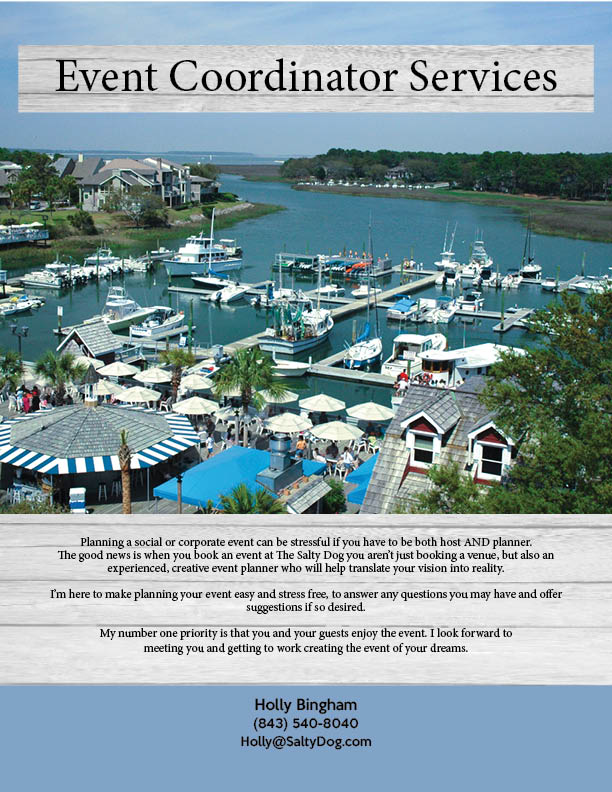 Event Coordinator Services
Planning a social or corporate event can be stressful if you have to be both host AND planner.
The good news is when you book an event at The Salty Dog you aren't just booking a venue, but also an
experienced, creative event planner who will help translate your vision into reality.
I'm here to make planning your event easy and stress free, to answer any questions you may have and offer
suggestions if so desired.
My number one priority is that you and your guests enjoy the event. I look forward to
meeting you and getting to work creating the event of your dreams.
Holly Bingham
(843) 540-8040
Holly@SaltyDog.com